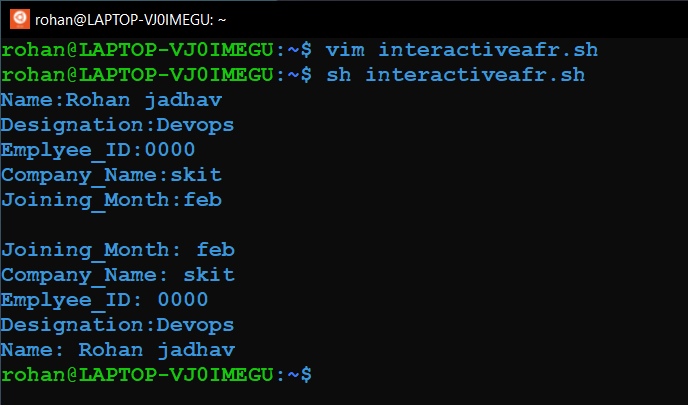 rohan@LAPTOP-VJ0IMEGU: ~
rohan@LAPTOP-VJ0IMEGU:~$ vim interactiveafr.sh
rohan@LAPTOP-VJ0IMEGU:~$ sh interactiveafr.sh
Name:Rohan jadhav
Designation:Devops
Emplyee_ID:0000
Company_Name:skit
Joining_Month:feb
Joining_Month: feb
Company_Name: skit
Emplyee_ID: 0000
Designation:Devops
Name: Rohan jadhav
rohan@LAPTOP-VJ0IMEGU:~$